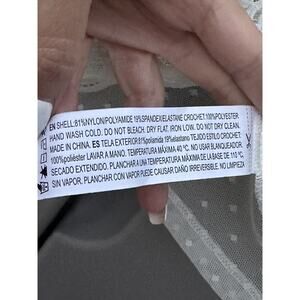 EN SHELL:81%NYLON/POLYAMIDE 19%SPANDEX/ELASTANE CROCHET:100%POLYESTER
HAND WASH COLD. DO NOT BLEACH. DRY FLAT. IRON LOW. DO NOT DRY CLEAN.
MADE IN CHINA. ES TELA EXTERIOR:81%poliamida 19%elastano TEJIDO ESTILO CROCHET:
100%poliéster LAVAR A MANO. TEMPERATURA MÁXIMA 40 ºC. NO USAR BLANQUEADOR.
SECADO EXTENDIDO. PLANCHAR A UNA TEMPERATURA MÁXIMA DE LA BASE DE 110 ºC,
SIN VAPOR. PLANCHAR CON VAPOR PUEDE CAUSAR DAÑO IRREVERSIBLE. NO LIMPIEZA